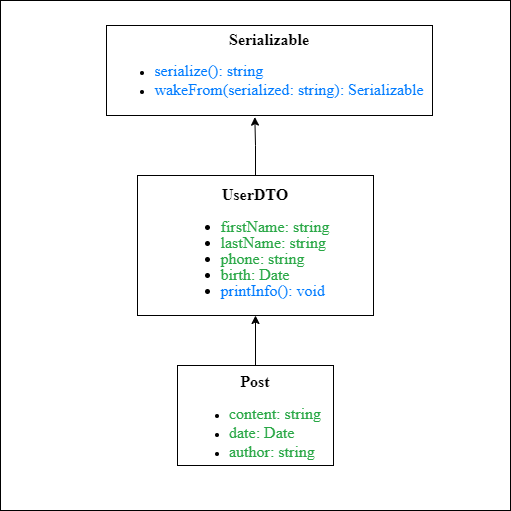 Serializable
serialize(): string
wakeFrom(serialized: string): Serializable
UserDTO
firstName: string
lastName: string
phone: string
birth: Date
printInfo(): void
Post
content: string
date: Date
author: string